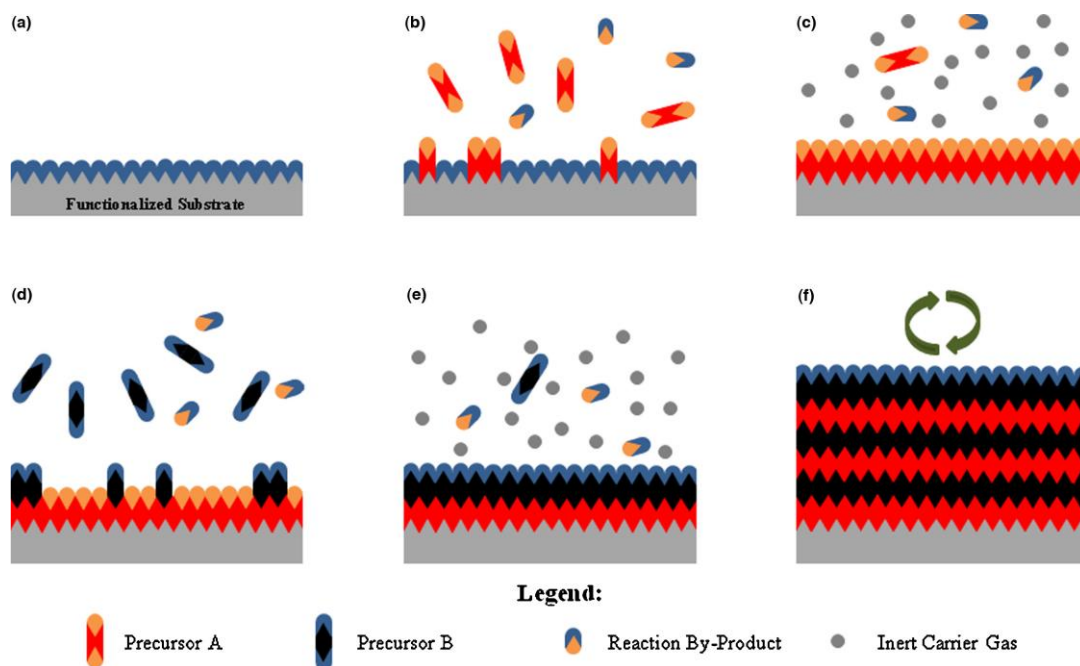 (a)
(b)
(c)
Functionalized Substrate
(d)
(e)
(f)
Legend:
Precursor A
Precursor B
Reaction By-Product
Inert Carrier Gas